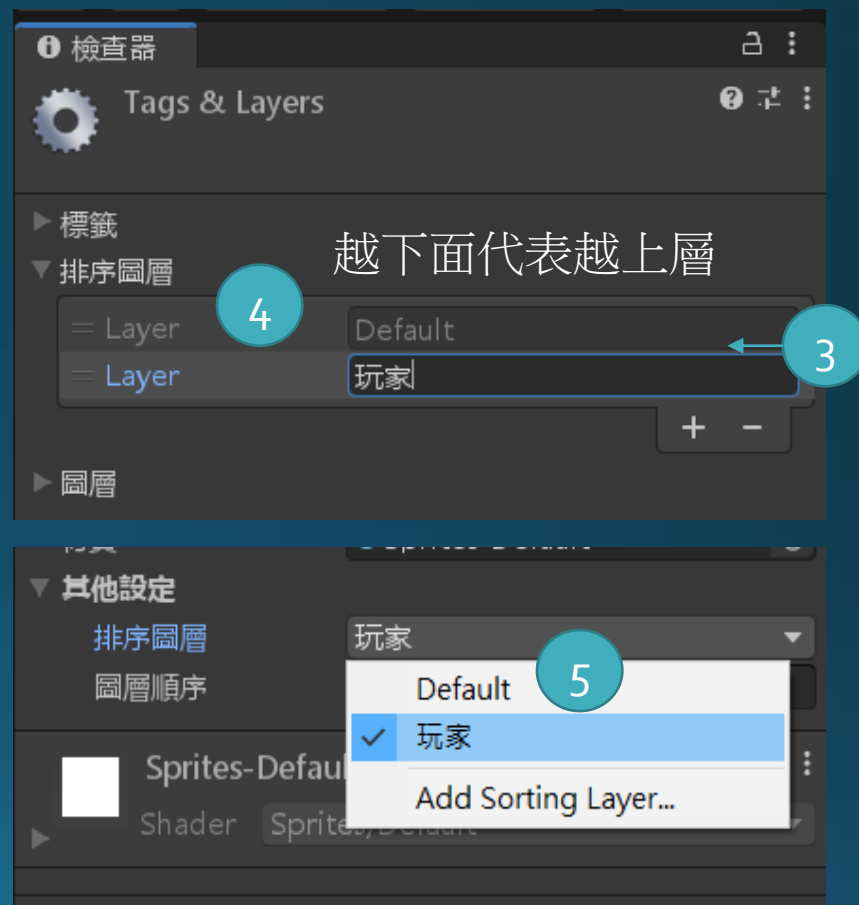 檢查器
Tags & Layers
標籤
越下面代表越上層
排序圖層
4
Layer Default
3
Layer 玩家
圖層
其他設定
排序圖層 玩家
5
圖層順序
Default
玩家
Add Sorting Layer...
Sprites-Defaul
Shader